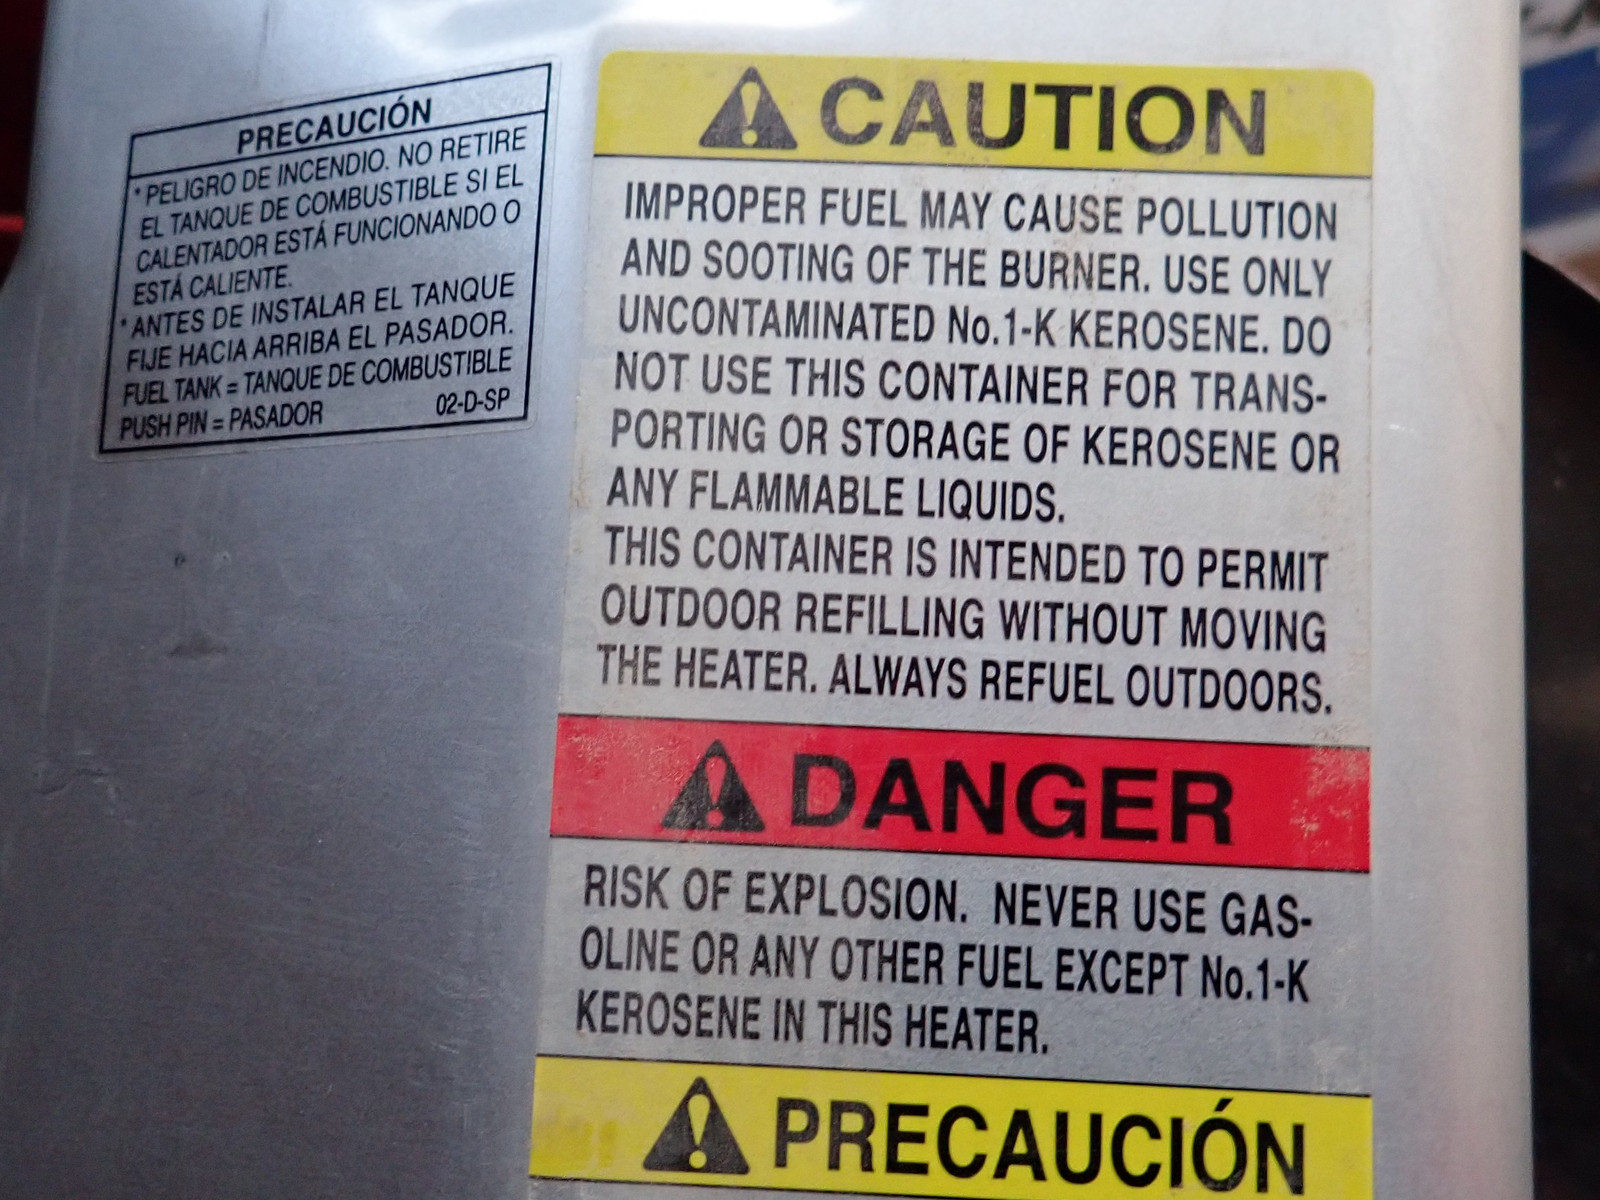 PRECAUCIÓN
* PELIGRO DE INCENDIO. NO RETIRE
EL TANQUE DE COMBUSTIBLE SI EL
CALENTADOR ESTÁ FUNCIONANDO O
ESTÁ CALIENTE.
* ANTES DE INSTALAR EL TANQUE
FIJE HACIA ARRIBA EL PASADOR.
FUEL TANK = TANQUE DE COMBUSTIBLE
PUSH PIN = PASADOR 02-D-SP
CAUTION
IMPROPER FUEL MAY CAUSE POLLUTION
AND SOOTING OF THE BURNER. USE ONLY
UNCONTAMINATED No.1-K KEROSENE. DO
NOT USE THIS CONTAINER FOR TRANS-
PORTING OR STORAGE OF KEROSENE OR
ANY FLAMMABLE LIQUIDS.
THIS CONTAINER IS INTENDED TO PERMIT
OUTDOOR REFILLING WITHOUT MOVING
THE HEATER. ALWAYS REFUEL OUTDOORS.
DANGER
RISK OF EXPLOSION. NEVER USE GAS-
OLINE OR ANY OTHER FUEL EXCEPT No.1-K
KEROSENE IN THIS HEATER.
PRECAUCIÓN